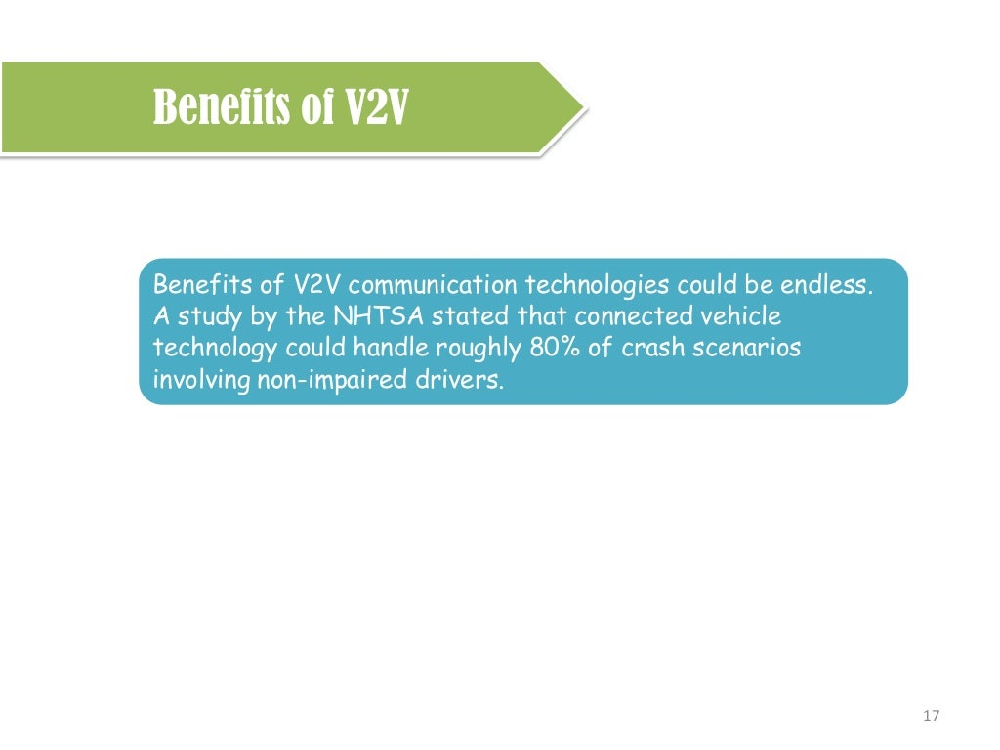 Benefits of V2V
Benefits of V2V communication technologies could be endless.
A study by the NHTSA stated that connected vehicle
technology could handle roughly 80% of crash scenarios
involving non-impaired drivers.
17